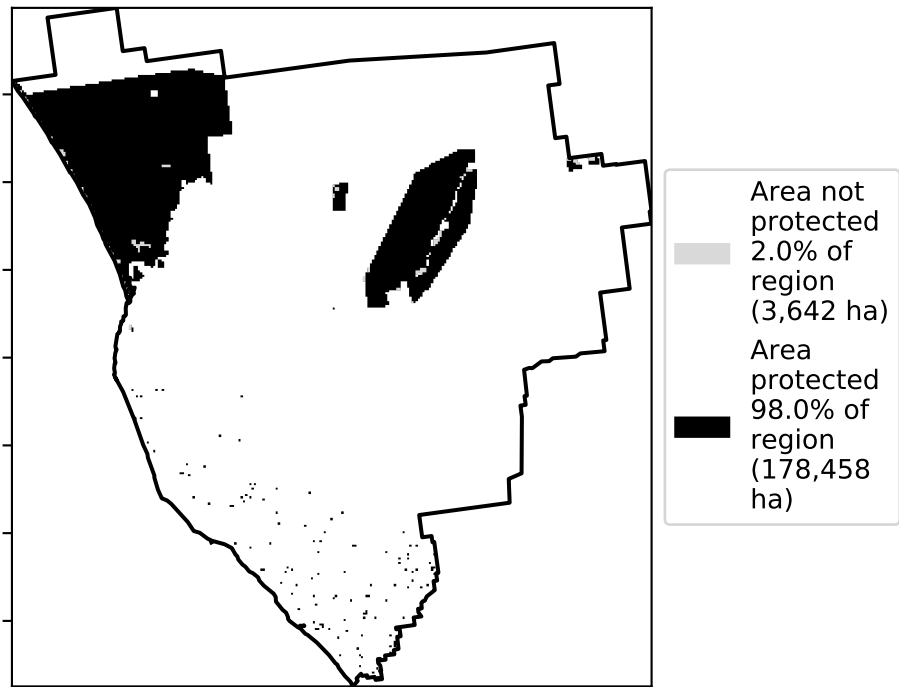 Area not
protected
2.0% of
region
(3,642 ha)
Area
protected
98.0% of
region
(178,458
ha)